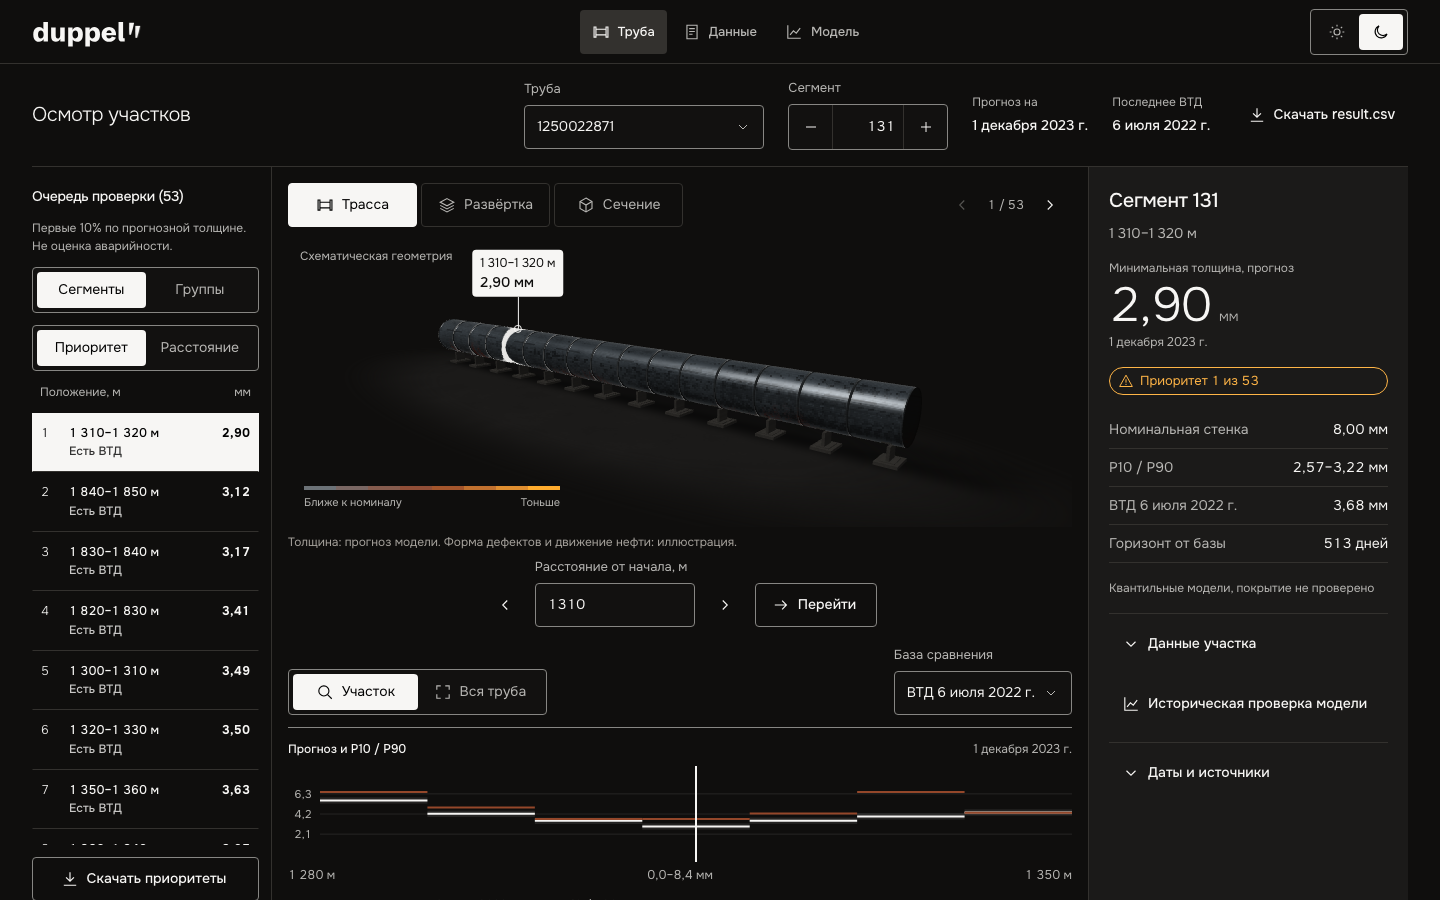 duppel
Труба
Данные
Модель
Осмотр участков
Труба
1250022871
Сегмент
131
Прогноз на
1 декабря 2023 г.
Последнее ВТД
6 июля 2022 г.
Скачать result.csv
Очередь проверки (53)
Первые 10% по прогнозной толщине.
Не оценка аварийности.
Сегменты
Группы
Приоритет
Расстояние
Положение, м
мм
1 1 310–1 320 м 2,90
Есть ВТД
2 1 840–1 850 м 3,12
Есть ВТД
3 1 830–1 840 м 3,17
Есть ВТД
4 1 820–1 830 м 3,41
Есть ВТД
5 1 300–1 310 м 3,49
Есть ВТД
6 1 320–1 330 м 3,50
Есть ВТД
7 1 350–1 360 м 3,63
Есть ВТД
Скачать приоритеты
Трасса
Развёртка
Сечение
1 / 53
Схематическая геометрия
1 310–1 320 м
2,90 мм
Ближе к номиналу
Тоньше
Толщина: прогноз модели. Форма дефектов и движение нефти: иллюстрация.
Расстояние от начала, м
1310
Перейти
Участок
Вся труба
База сравнения
ВТД 6 июля 2022 г.
Прогноз и P10 / P90
1 декабря 2023 г.
6,3
4,2
2,1
1 280 м
0,0–8,4 мм
1 350 м
Сегмент 131
1 310–1 320 м
Минимальная толщина, прогноз
2,90 мм
1 декабря 2023 г.
Приоритет 1 из 53
Номинальная стенка 8,00 мм
P10 / P90 2,57–3,22 мм
ВТД 6 июля 2022 г. 3,68 мм
Горизонт от базы 513 дней
Квантильные модели, покрытие не проверено
Данные участка
Историческая проверка модели
Даты и источники